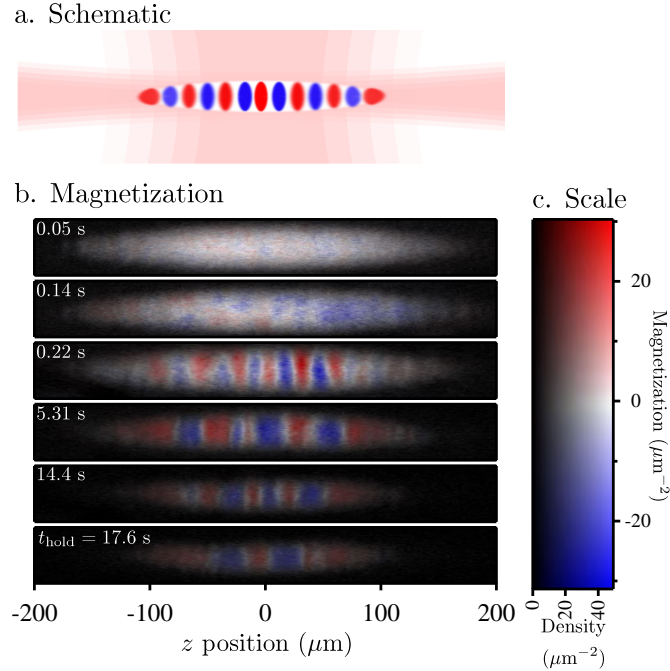 a. Schematic
b. Magnetization
c. Scale
0.05 s
0.14 s
0.22 s
5.31 s
14.4 s
t_hold = 17.6 s
-200 -100 0 100 200
z position (μm)
20
0
-20
Magnetization (μm⁻²)
0 20 40
Density
(μm⁻²)